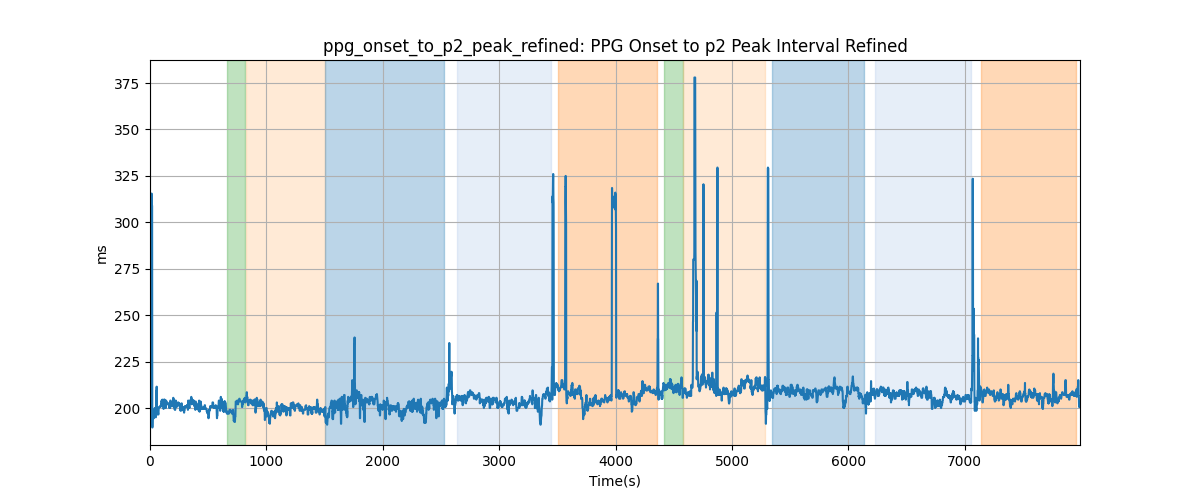 ppg_onset_to_p2_peak_refined: PPG Onset to p2 Peak Interval Refined
375
350
325
300
275
250
225
200
ms
0 1000 2000 3000 4000 5000 6000 7000
Time(s)